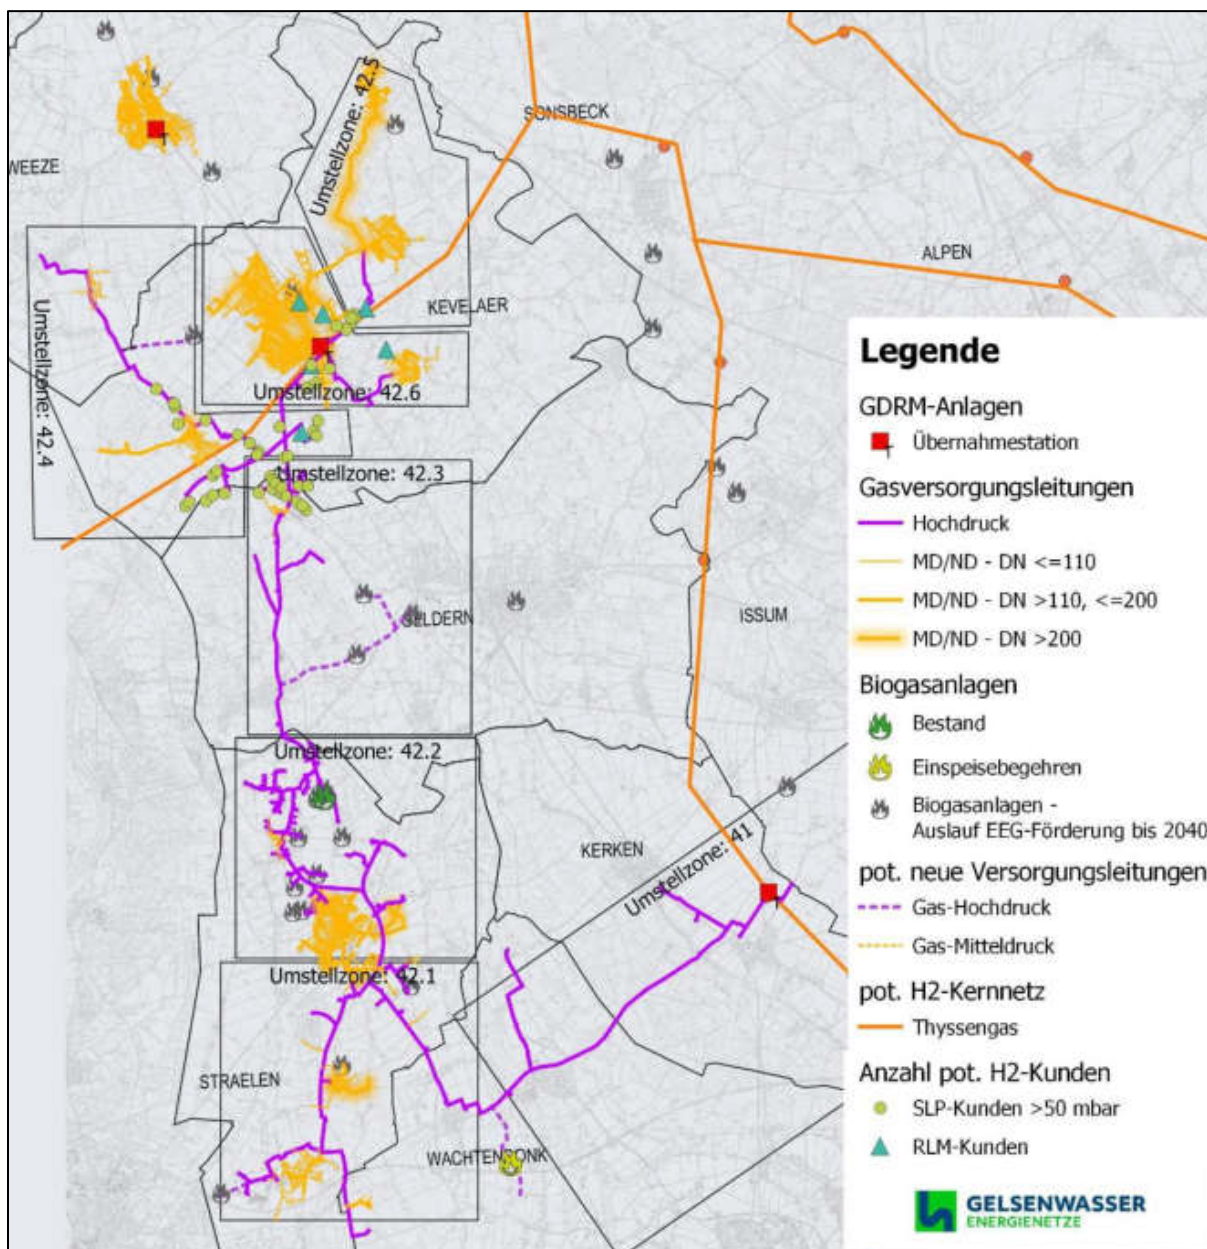 Umstellzone: 42.5
SONSBECK
WEEZE
ALPEN
KEVELAER
Umstellzone: 42.4
Umstellzone: 42.6
Umstellzone: 42.3
GELDERN
ISSUM
Umstellzone: 42.2
KERKEN
Umstellzone: 41
Umstellzone: 42.1
STRAELEN
WACHTENDONK
Legende
GDRM-Anlagen
Übernahmestation
Gasversorgungsleitungen
Hochdruck
MD/ND - DN <=110
MD/ND - DN >110, <=200
MD/ND - DN >200
Biogasanlagen
Bestand
Einspeisebegehren
Biogasanlagen -
Auslauf EEG-Förderung bis 2040
pot. neue Versorgungsleitungen
Gas-Hochdruck
Gas-Mitteldruck
pot. H2-Kernnetz
Thyssengas
Anzahl pot. H2-Kunden
SLP-Kunden >50 mbar
RLM-Kunden
GELSENWASSER
ENERGIENETZE